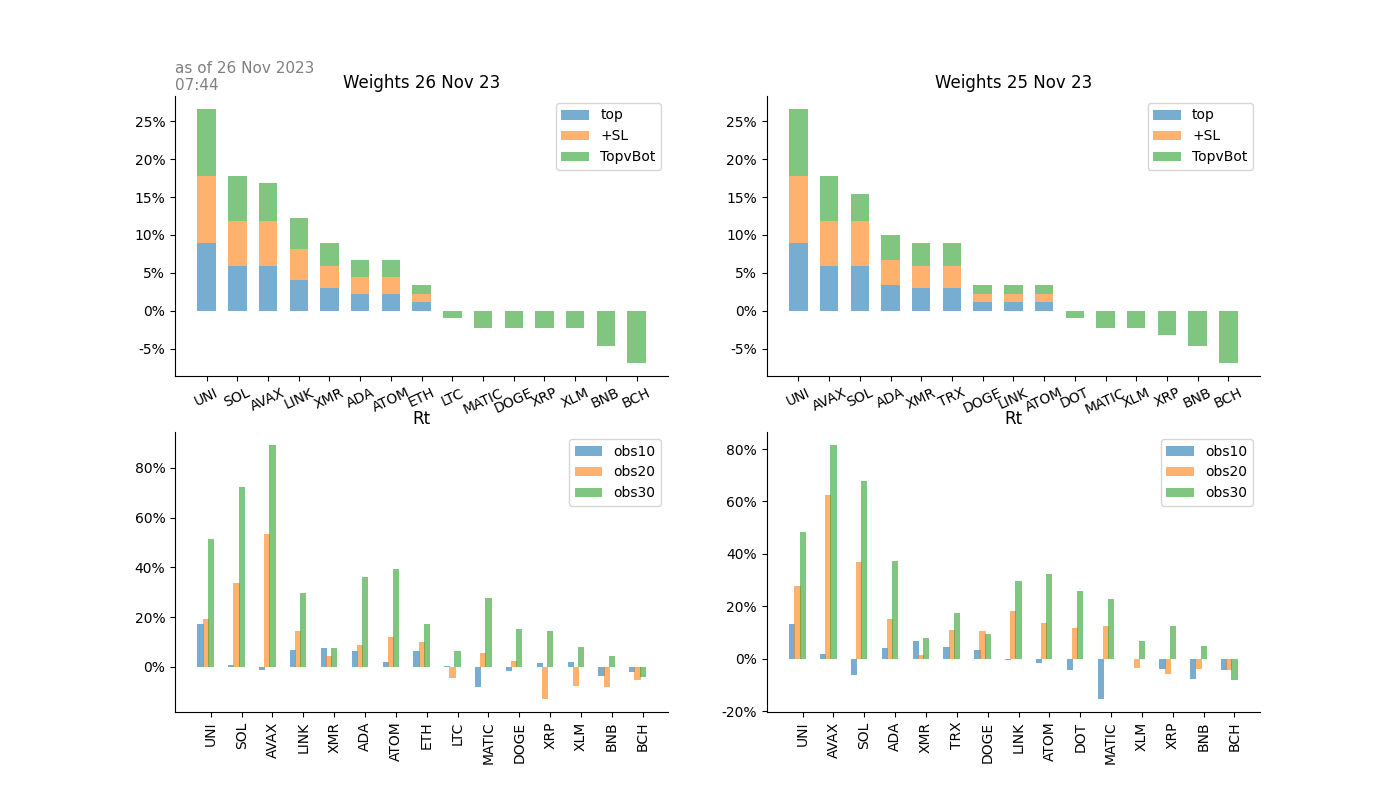 as of 26 Nov 2023
07:44
Weights 26 Nov 23
25%
20%
15%
10%
5%
0%
-5%
top
+SL
TopvBot
UNI SOL AVAX LINK XMR ADA ATOM ETH LTC MATIC DOGE XRP XLM BNB BCH
Weights 25 Nov 23
25%
20%
15%
10%
5%
0%
-5%
top
+SL
TopvBot
UNI AVAX SOL ADA XMR TRX DOGE LINK ATOM DOT MATIC XLM XRP BNB BCH
Rt
80%
60%
40%
20%
0%
obs10
obs20
obs30
UNI SOL AVAX LINK XMR ADA ATOM ETH LTC MATIC DOGE XRP XLM BNB BCH
Rt
80%
60%
40%
20%
0%
-20%
obs10
obs20
obs30
UNI AVAX SOL ADA XMR TRX DOGE LINK ATOM DOT MATIC XLM XRP BNB BCH